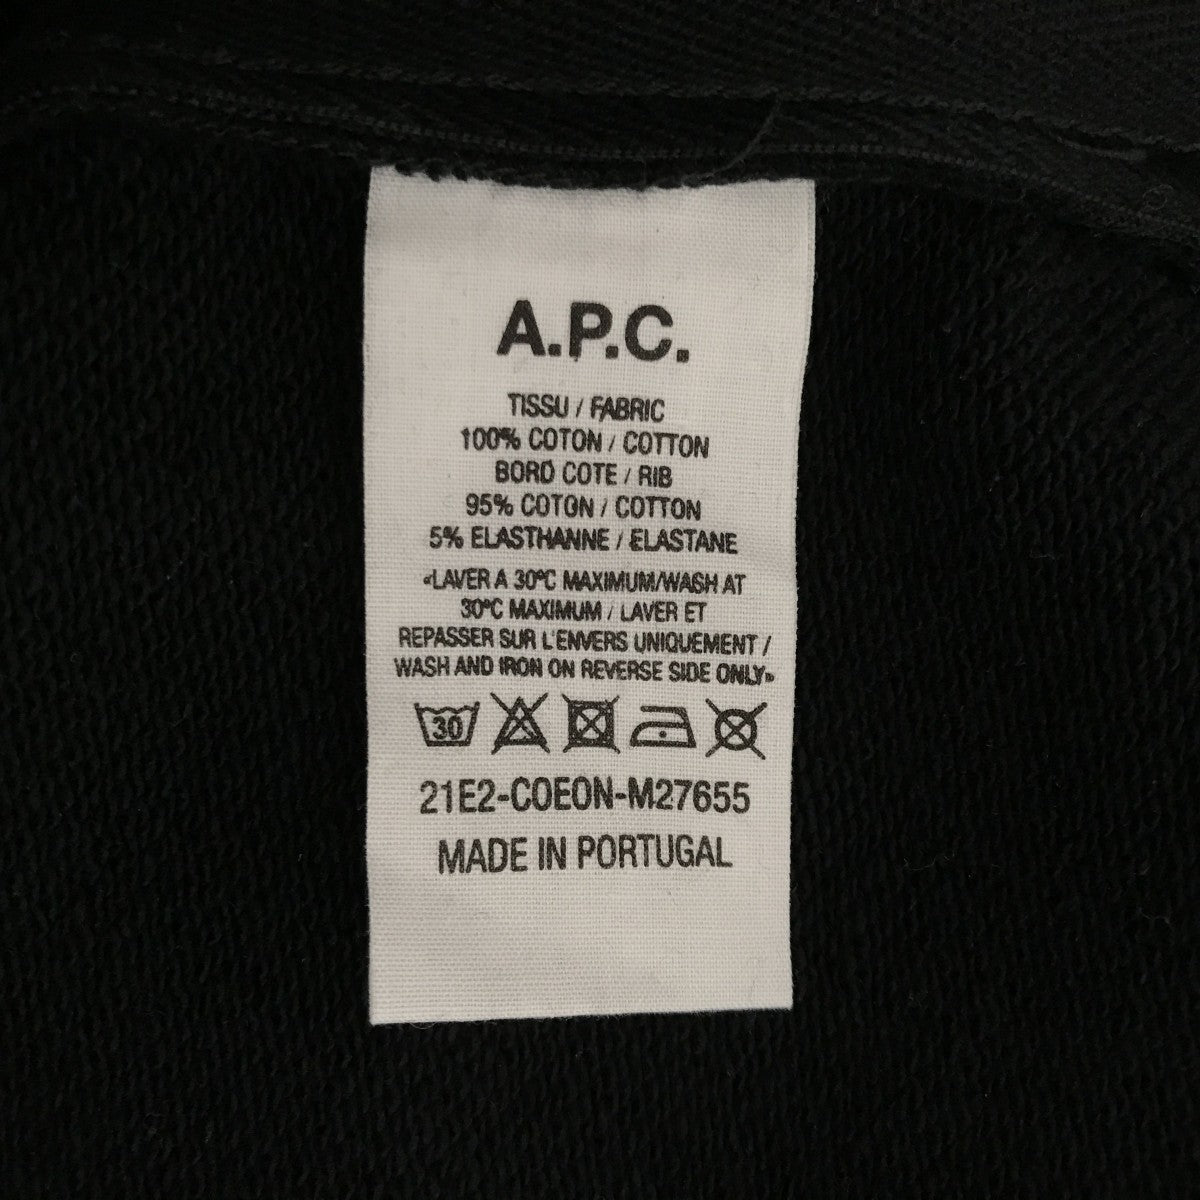 A.P.C.
TISSU / FABRIC
100% COTON / COTTON
BORD COTE / RIB
95% COTON / COTTON
5% ELASTHANNE / ELASTANE
«LAVER A 30°C MAXIMUM/WASH AT
30°C MAXIMUM / LAVER ET
REPASSER SUR L'ENVERS UNIQUEMENT /
WASH AND IRON ON REVERSE SIDE ONLY»
30
21E2-COEON-M27655
MADE IN PORTUGAL